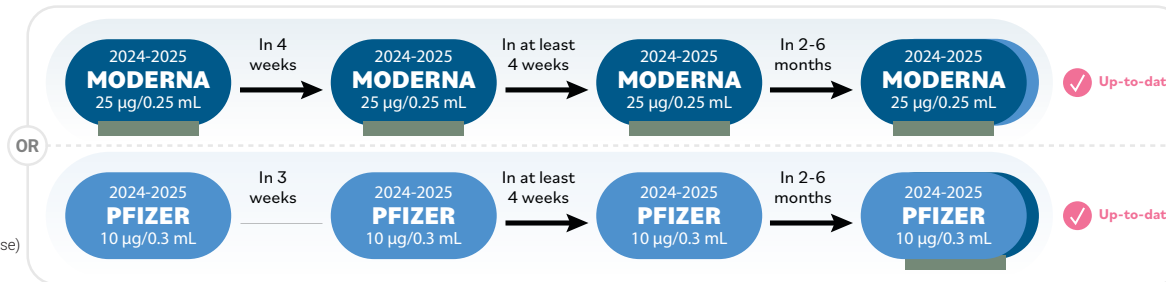 In 4
weeks
In at least
4 weeks
In 2-6
months
2024-2025
MODERNA
25 µg/0.25 mL
2024-2025
MODERNA
25 µg/0.25 mL
2024-2025
MODERNA
25 µg/0.25 mL
2024-2025
MODERNA
25 µg/0.25 mL
Up-to-dat
OR
In 3
weeks
In at least
4 weeks
In 2-6
months
2024-2025
PFIZER
10 µg/0.3 mL
2024-2025
PFIZER
10 µg/0.3 mL
2024-2025
PFIZER
10 µg/0.3 mL
2024-2025
PFIZER
10 µg/0.3 mL
Up-to-dat
se)